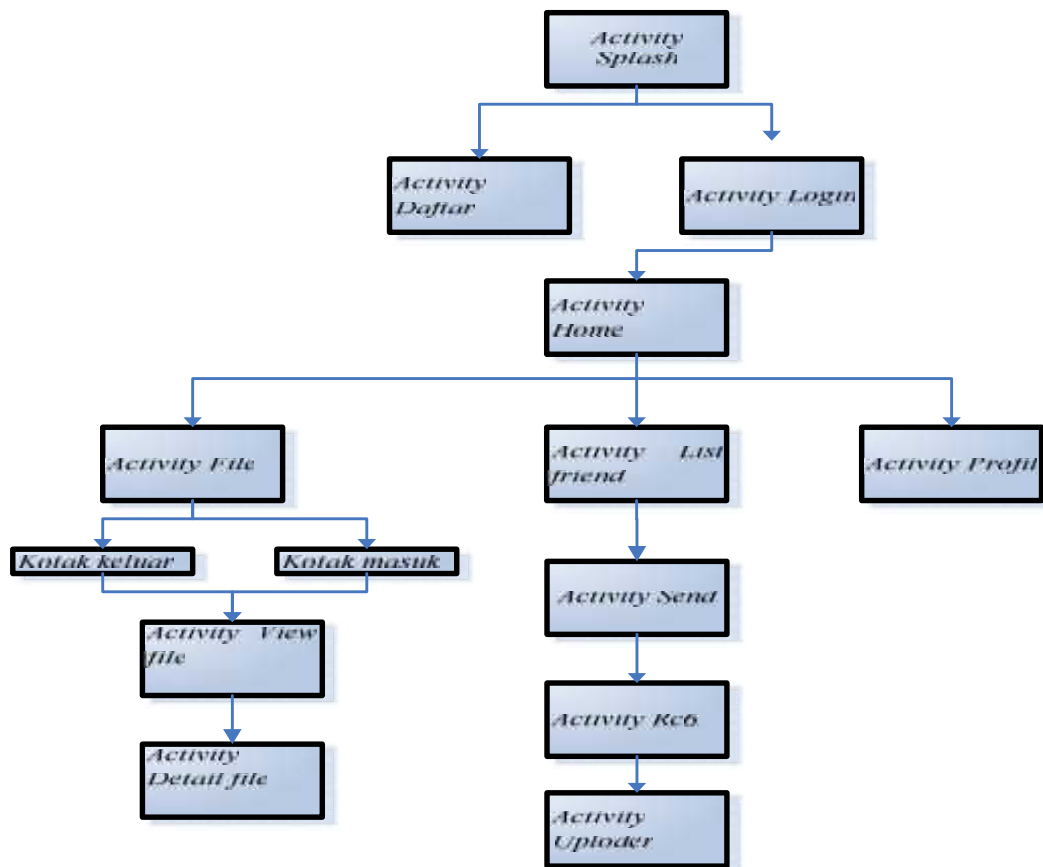 Activity
Splash
Activity
Daftar
Activity Login
Activity
Home
Activity File
Activity List
friend
Activity Profil
Kotak keluar
Kotak masuk
Activity Send
Activity View
file
Activity Rc6
Activity
Detail file
Activity
Uploder